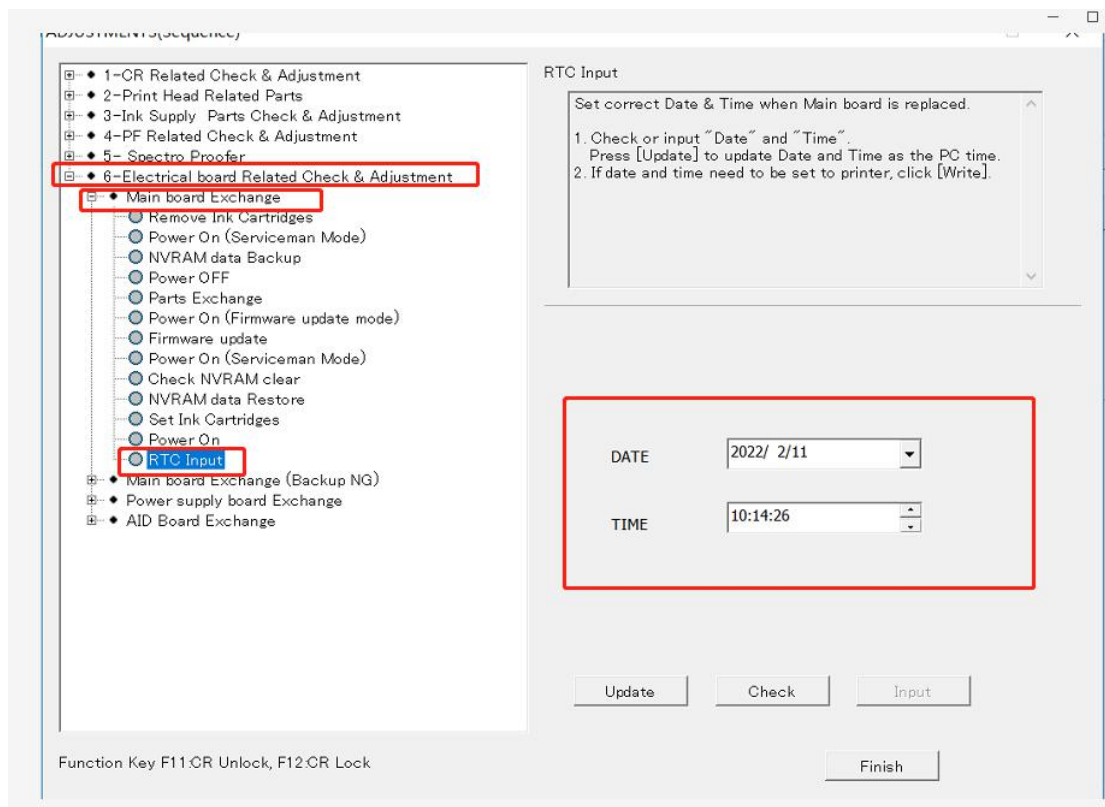 ADJUSTMENTS(Sequence)
1-CR Related Check & Adjustment
2-Print Head Related Parts
3-Ink Supply Parts Check & Adjustment
4-PF Related Check & Adjustment
5- Spectro Proofer
6-Electrical board Related Check & Adjustment
Main board Exchange
Remove Ink Cartridges
Power On (Serviceman Mode)
NVRAM data Backup
Power OFF
Parts Exchange
Power On (Firmware update mode)
Firmware update
Power On (Serviceman Mode)
Check NVRAM clear
NVRAM data Restore
Set Ink Cartridges
Power On
RTC Input
Main board Exchange (Backup NG)
Power supply board Exchange
AID Board Exchange
RTC Input
Set correct Date & Time when Main board is replaced.
1. Check or input "Date" and "Time".
Press [Update] to update Date and Time as the PC time.
2. If date and time need to be set to printer, click [Write].
DATE 2022/ 2/11
TIME 10:14:26
Update Check Input
Function Key F11:CR Unlock, F12:CR Lock
Finish